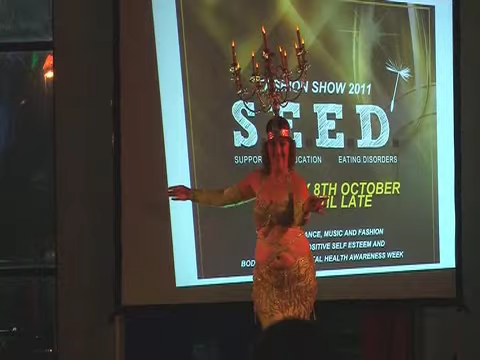 SHION SHOW 2011
S.E.E.D.
SUPPOR UCATION EATING DISORDERS
8TH OCTOBER
IL LATE
ANCE, MUSIC AND FASHION
OSITIVE SELF ESTEEM AND
BOD TAL HEALTH AWARENESS WEEK